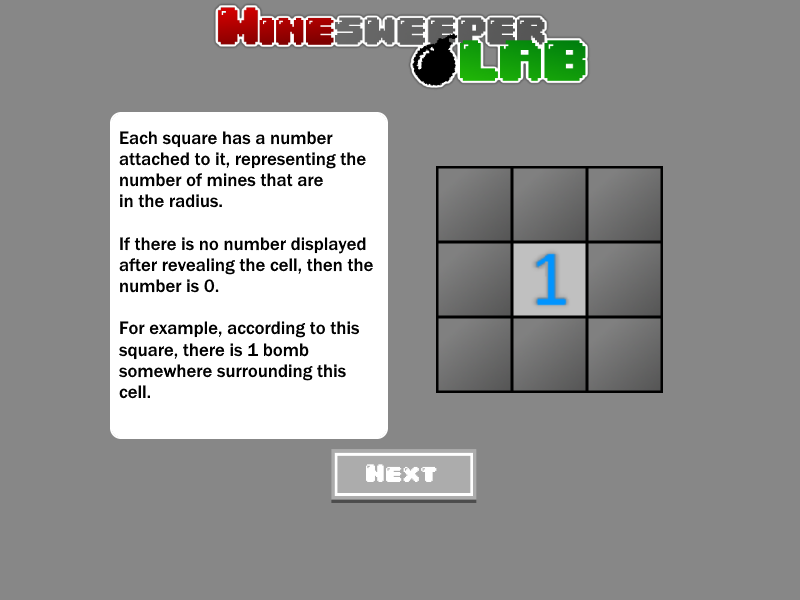 MINESWEEPER
LAB
Each square has a number
attached to it, representing the
number of mines that are
in the radius.
If there is no number displayed
after revealing the cell, then the
number is 0.
For example, according to this
square, there is 1 bomb
somewhere surrounding this
cell.
1
NEXT